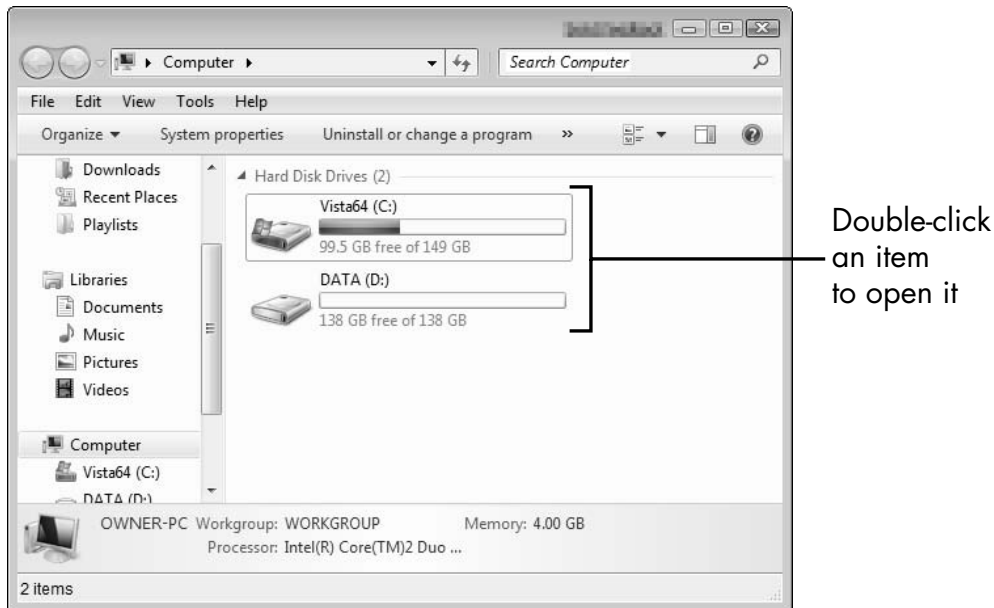 Computer
Search Computer
File Edit View Tools Help
Organize System properties Uninstall or change a program »
Downloads
Recent Places
Playlists
Libraries
Documents
Music
Pictures
Videos
Computer
Vista64 (C:)
DATA (D:)
Hard Disk Drives (2)
Vista64 (C:)
99.5 GB free of 149 GB
DATA (D:)
138 GB free of 138 GB
Double-click
an item
to open it
OWNER-PC Workgroup: WORKGROUP Memory: 4.00 GB
Processor: Intel(R) Core(TM)2 Duo ...
2 items